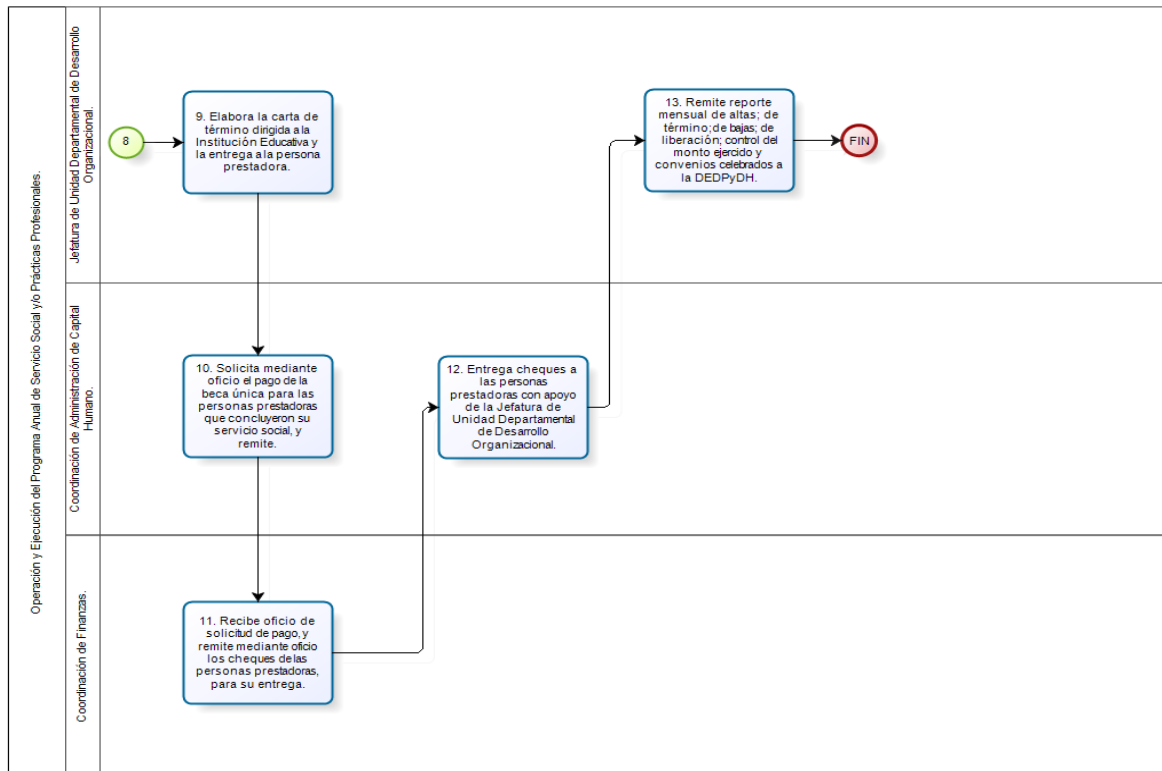 Operación y Ejecución del Programa Anual de Servicio Social y/o Prácticas Profesionales.
Jefatura de Unidad Departamental de Desarrollo
Organizacional.
8
9. Elabora la carta de
término dirigida a la
Institución Educativa y
la entrega a la persona
prestadora.
13. Remite reporte
mensual de altas; de
término; de bajas; de
liberación; control del
monto ejercido y
convenios celebrados a
la DEDPyDH.
FIN
Coordinación de Administración de Capital
Humano.
10. Solicita mediante
oficio el pago de la
beca única para las
personas prestadoras
que concluyeron su
servicio social, y
remite.
12. Entrega cheques a
las personas
prestadoras con apoyo
de la Jefatura de
Unidad Departamental
de Desarrollo
Organizacional.
Coordinación de Finanzas.
11. Recibe oficio de
solicitud de pago, y
remite mediante oficio
los cheques de las
personas prestadoras,
para su entrega.